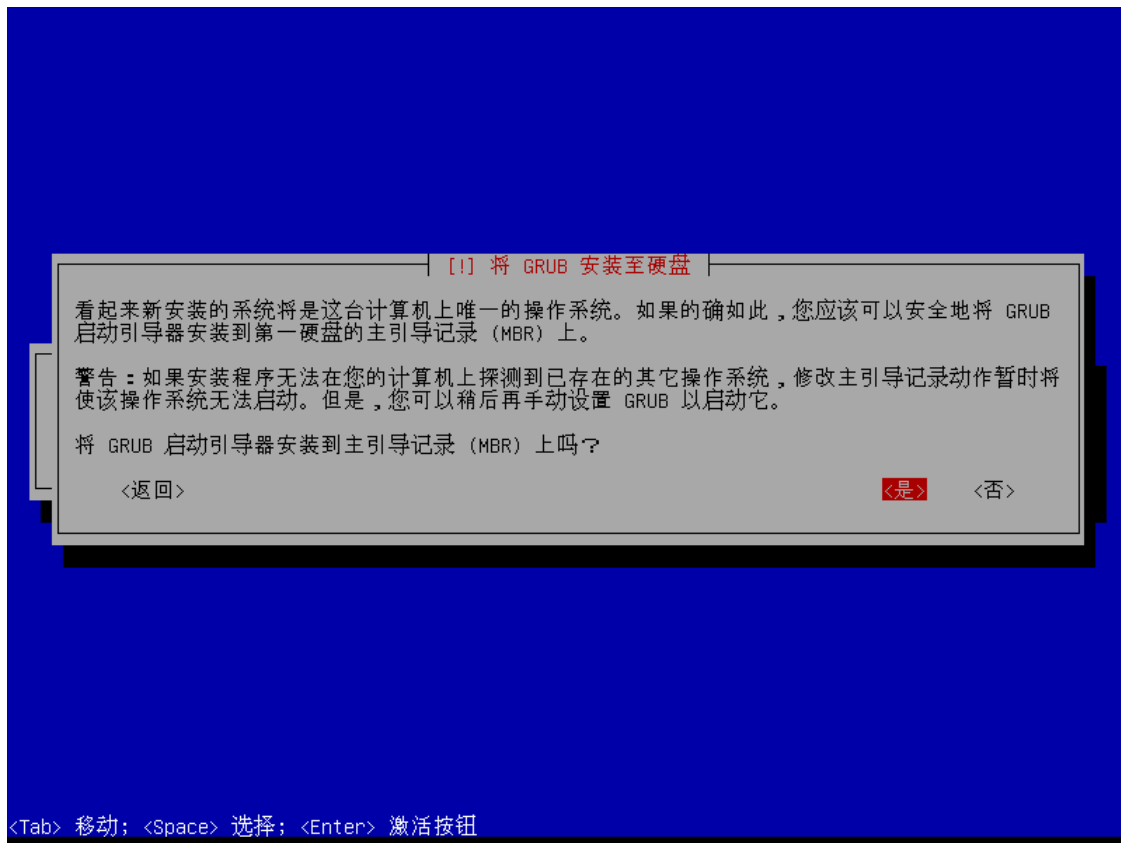 [!] 将 GRUB 安装至硬盘
看起来新安装的系统将是这台计算机上唯一的操作系统。如果的确如此,您应该可以安全地将 GRUB
启动引导器安装到第一硬盘的主引导记录 (MBR) 上。
警告:如果安装程序无法在您的计算机上探测到已存在的其它操作系统,修改主引导记录动作暂时将
使该操作系统无法启动。但是,您可以稍后再手动设置 GRUB 以启动它。
将 GRUB 启动引导器安装到主引导记录 (MBR) 上吗?
<返回> <是> <否>
<Tab> 移动; <Space> 选择; <Enter> 激活按钮